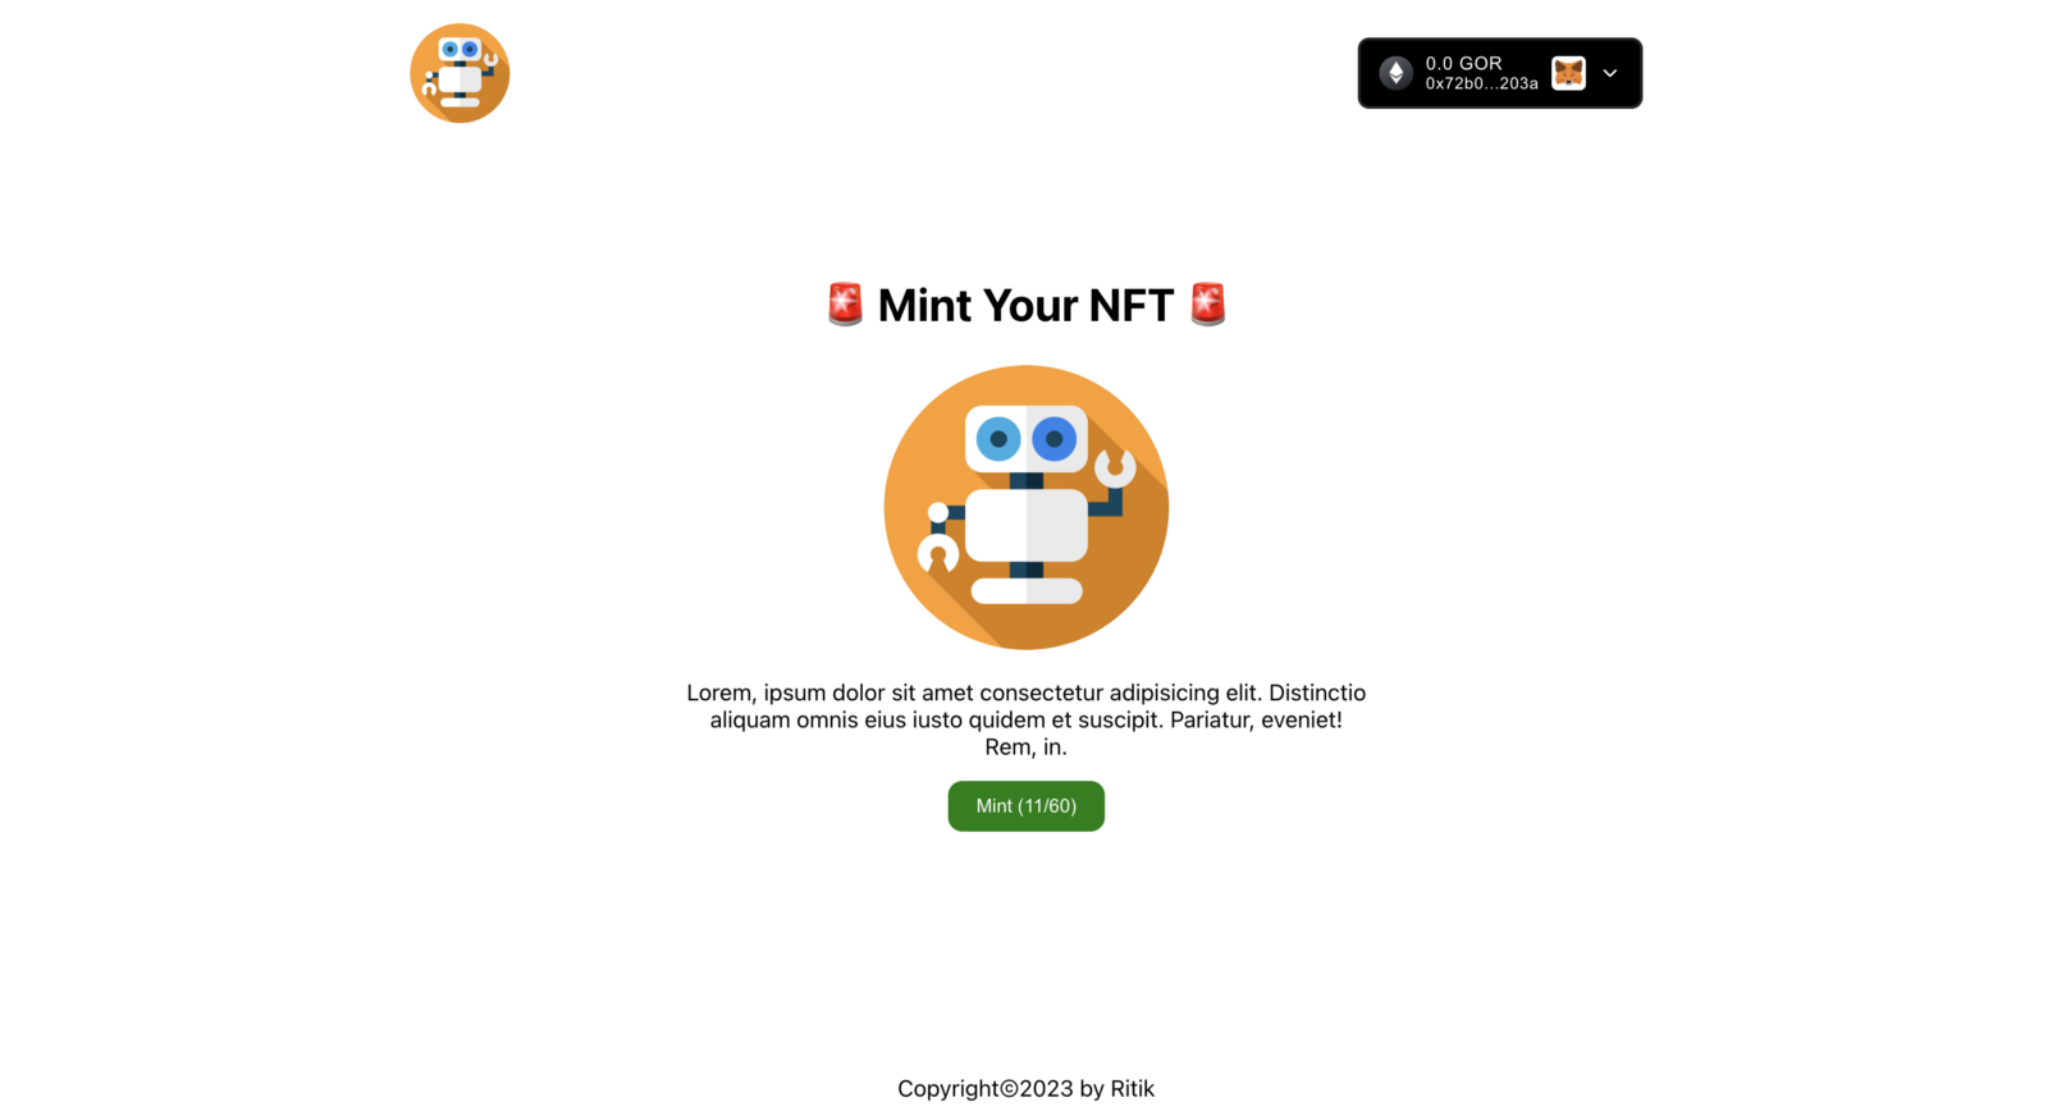 0.0 GOR
0x72b0...203a
🚨 Mint Your NFT 🚨
Lorem, ipsum dolor sit amet consectetur adipisicing elit. Distinctio
aliquam omnis eius iusto quidem et suscipit. Pariatur, eveniet!
Rem, in.
Mint (11/60)
Copyright©2023 by Ritik